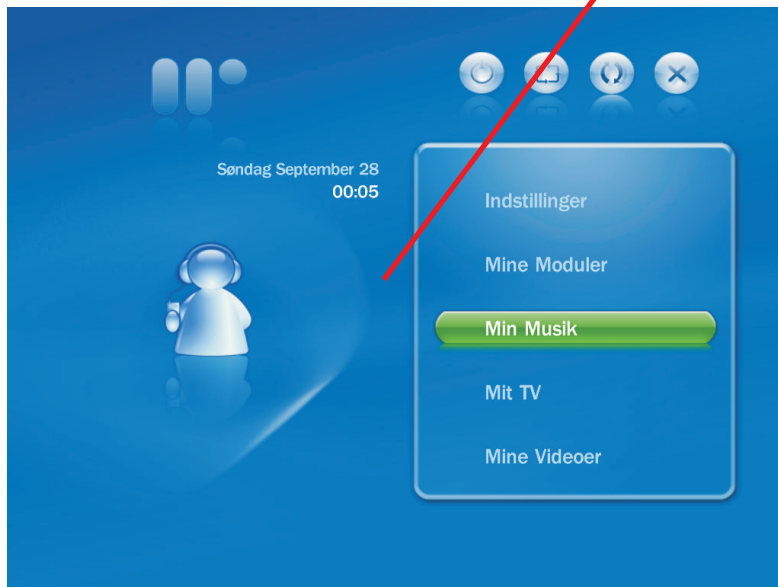 Søndag September 28
00:05
Indstillinger
Mine Moduler
Min Musik
Mit TV
Mine Videoer